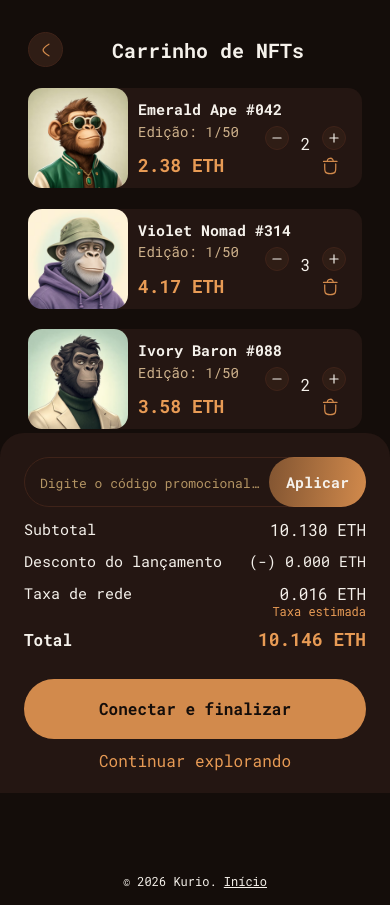 Carrinho de NFTs
Emerald Ape #042
Edição: 1/50
2
2.38 ETH
Violet Nomad #314
Edição: 1/50
3
4.17 ETH
Ivory Baron #088
Edição: 1/50
2
3.58 ETH
Digite o código promocional… Aplicar
Subtotal 10.130 ETH
Desconto do lançamento (-) 0.000 ETH
Taxa de rede 0.016 ETH
Taxa estimada
Total 10.146 ETH
Conectar e finalizar
Continuar explorando
© 2026 Kurio. Início